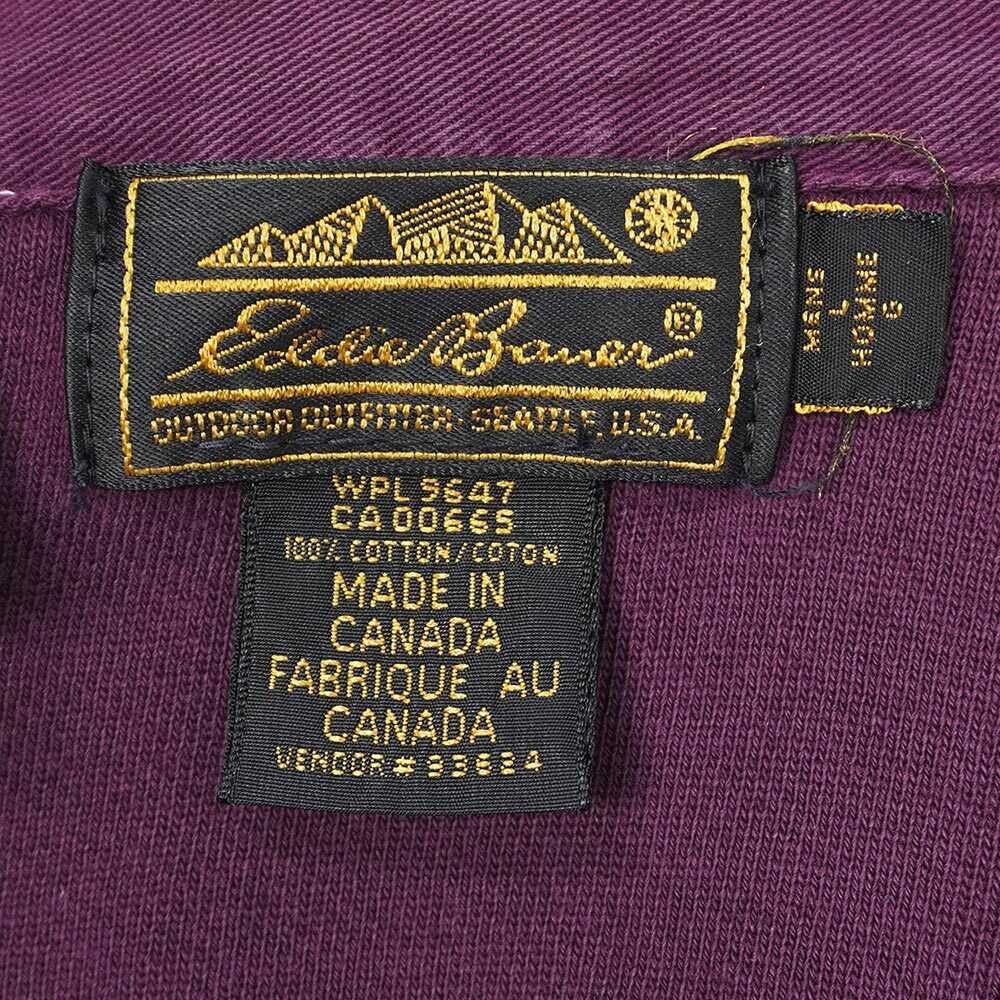 Eddie Bauer ®
OUTDOOR OUTFITTER · SEATTLE, U.S.A.
MENS
L
HOMME
G
WPL 9647
CA 00665
100% COTTON/COTON
MADE IN
CANADA
FABRIQUE AU
CANADA
VENDOR # 33634